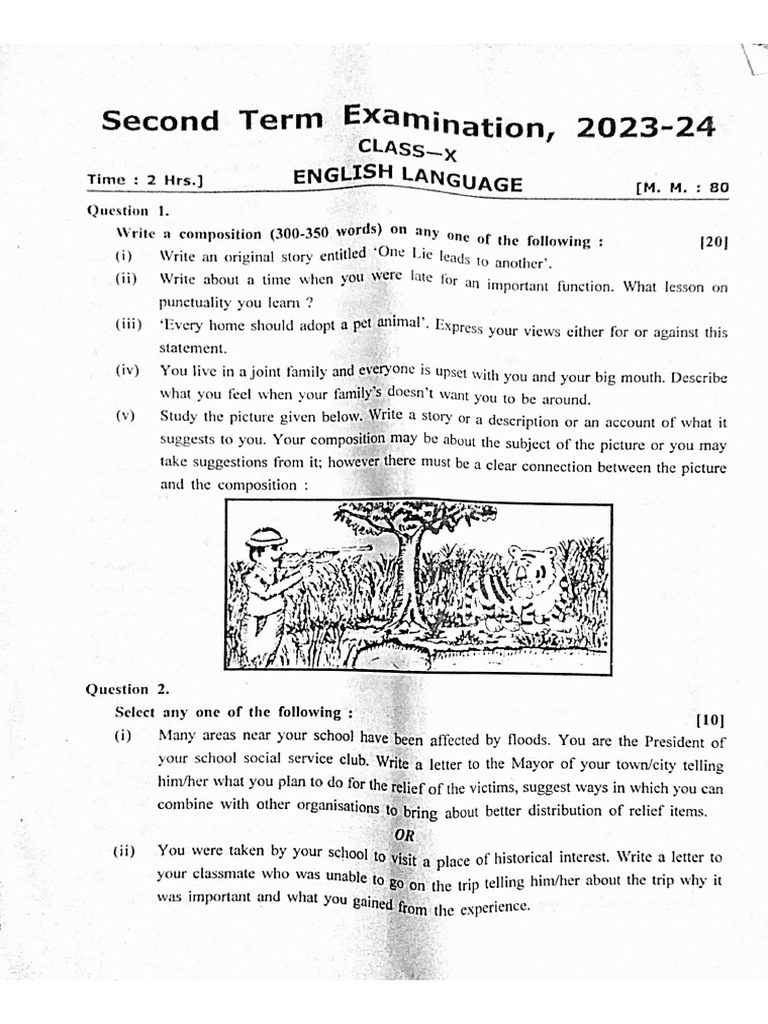 Second Term Examination, 2023-24
CLASS—X
Time : 2 Hrs.] ENGLISH LANGUAGE [M. M. : 80
Question 1.
Write a composition (300-350 words) on any one of the following : [20]
(i) Write an original story entitled 'One Lie leads to another'.
(ii) Write about a time when you were late for an important function. What lesson on
punctuality you learn ?
(iii) 'Every home should adopt a pet animal'. Express your views either for or against this
statement.
(iv) You live in a joint family and everyone is upset with you and your big mouth. Describe
what you feel when your family's doesn't want you to be around.
(v) Study the picture given below. Write a story or a description or an account of what it
suggests to you. Your composition may be about the subject of the picture or you may
take suggestions from it; however there must be a clear connection between the picture
and the composition :
Question 2.
Select any one of the following : [10]
(i) Many areas near your school have been affected by floods. You are the President of
your school social service club. Write a letter to the Mayor of your town/city telling
him/her what you plan to do for the relief of the victims, suggest ways in which you can
combine with other organisations to bring about better distribution of relief items.
OR
(ii) You were taken by your school to visit a place of historical interest. Write a letter to
your classmate who was unable to go on the trip telling him/her about the trip why it
was important and what you gained from the experience.